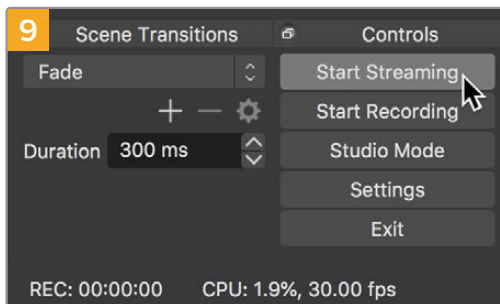 9
Scene Transitions
Controls
Fade
Duration 300 ms
Start Streaming
Start Recording
Studio Mode
Settings
Exit
REC: 00:00:00 CPU: 1.9%, 30.00 fps